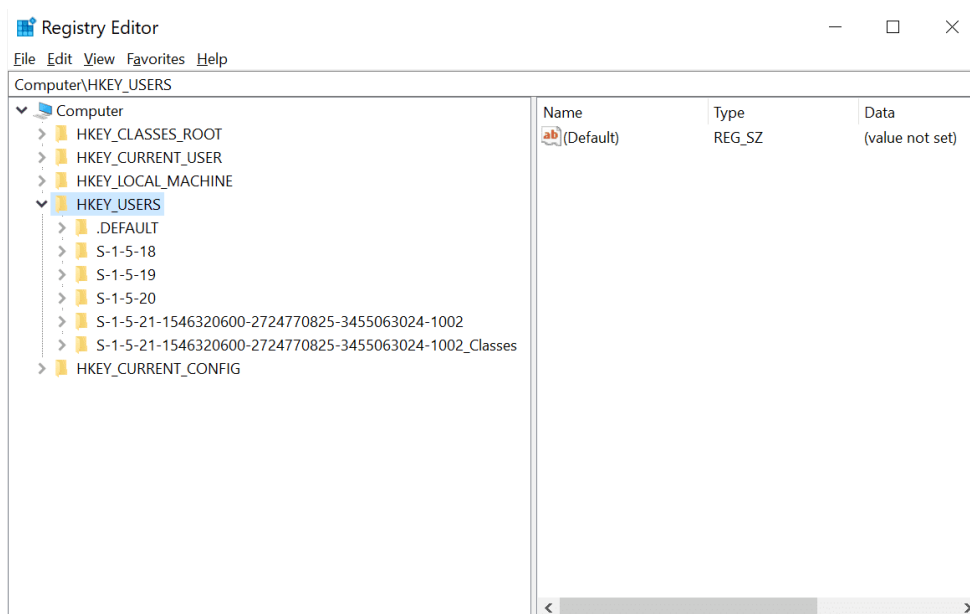 Registry Editor
File Edit View Favorites Help
Computer\HKEY_USERS
Computer
HKEY_CLASSES_ROOT
HKEY_CURRENT_USER
HKEY_LOCAL_MACHINE
HKEY_USERS
.DEFAULT
S-1-5-18
S-1-5-19
S-1-5-20
S-1-5-21-1546320600-2724770825-3455063024-1002
S-1-5-21-1546320600-2724770825-3455063024-1002_Classes
HKEY_CURRENT_CONFIG
Name Type Data
ab (Default) REG_SZ (value not set)